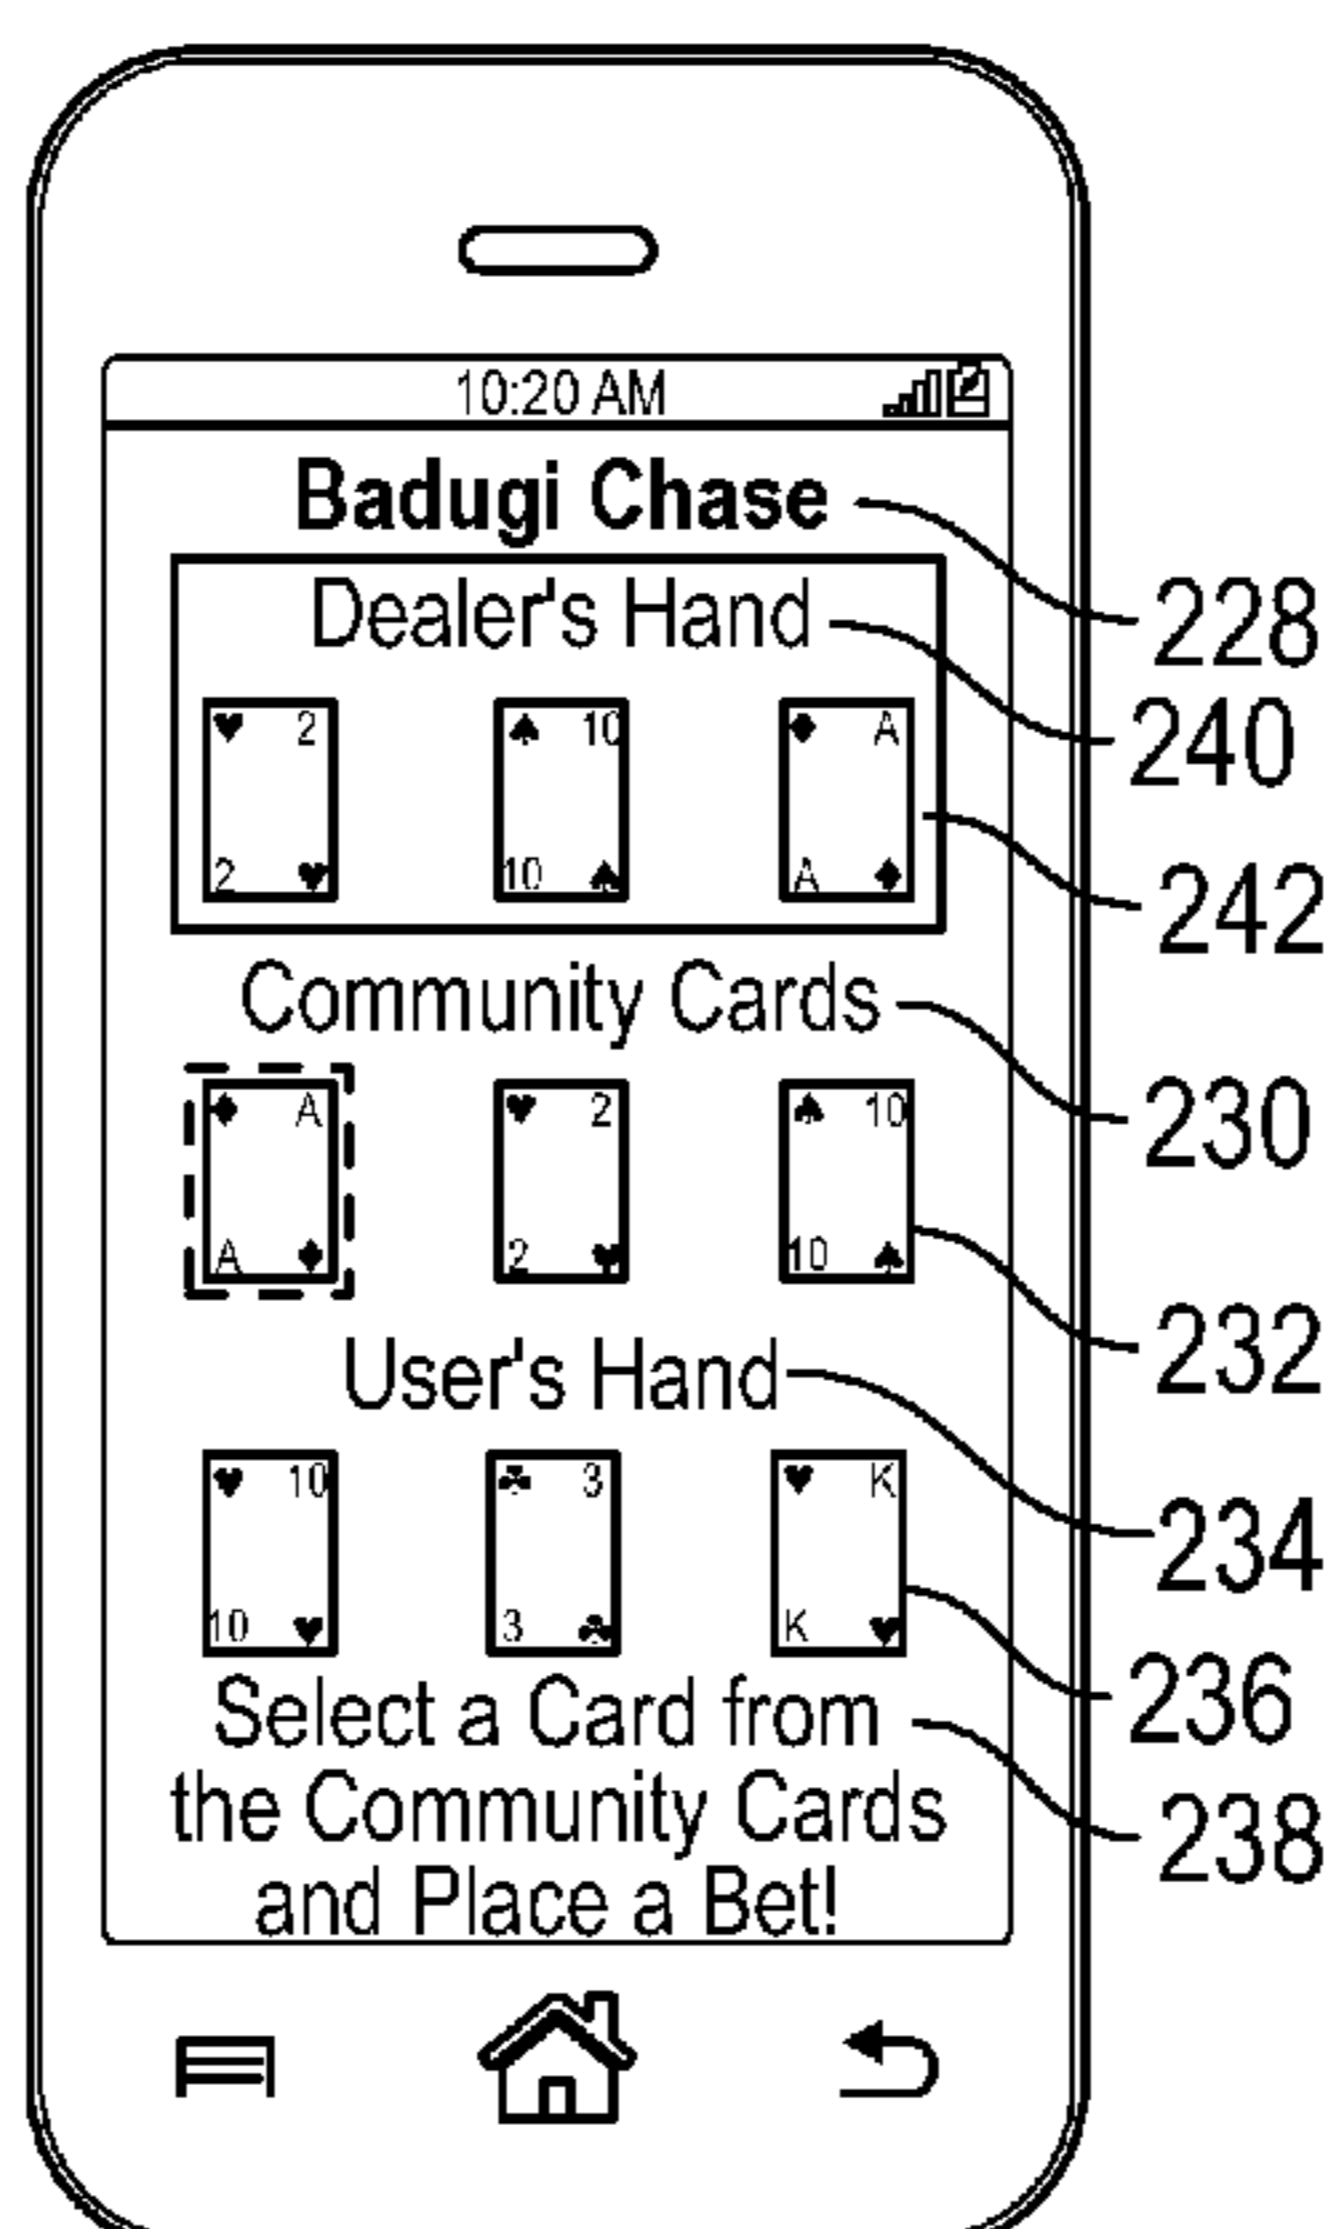 10:20 AM
Badugi Chase
228
Dealer's Hand
240
♥ 2 ♠ 10 ♦ A
2 ♥ 10 ♠ A ♦
242
Community Cards
230
♦ A ♥ 2 ♠ 10
A ♦ 2 ♥ 10 ♠
232
User's Hand
234
♥ 10 ♣ 3 ♥ K
10 ♥ 3 ♣ K ♥
236
Select a Card from
238
the Community Cards
and Place a Bet!